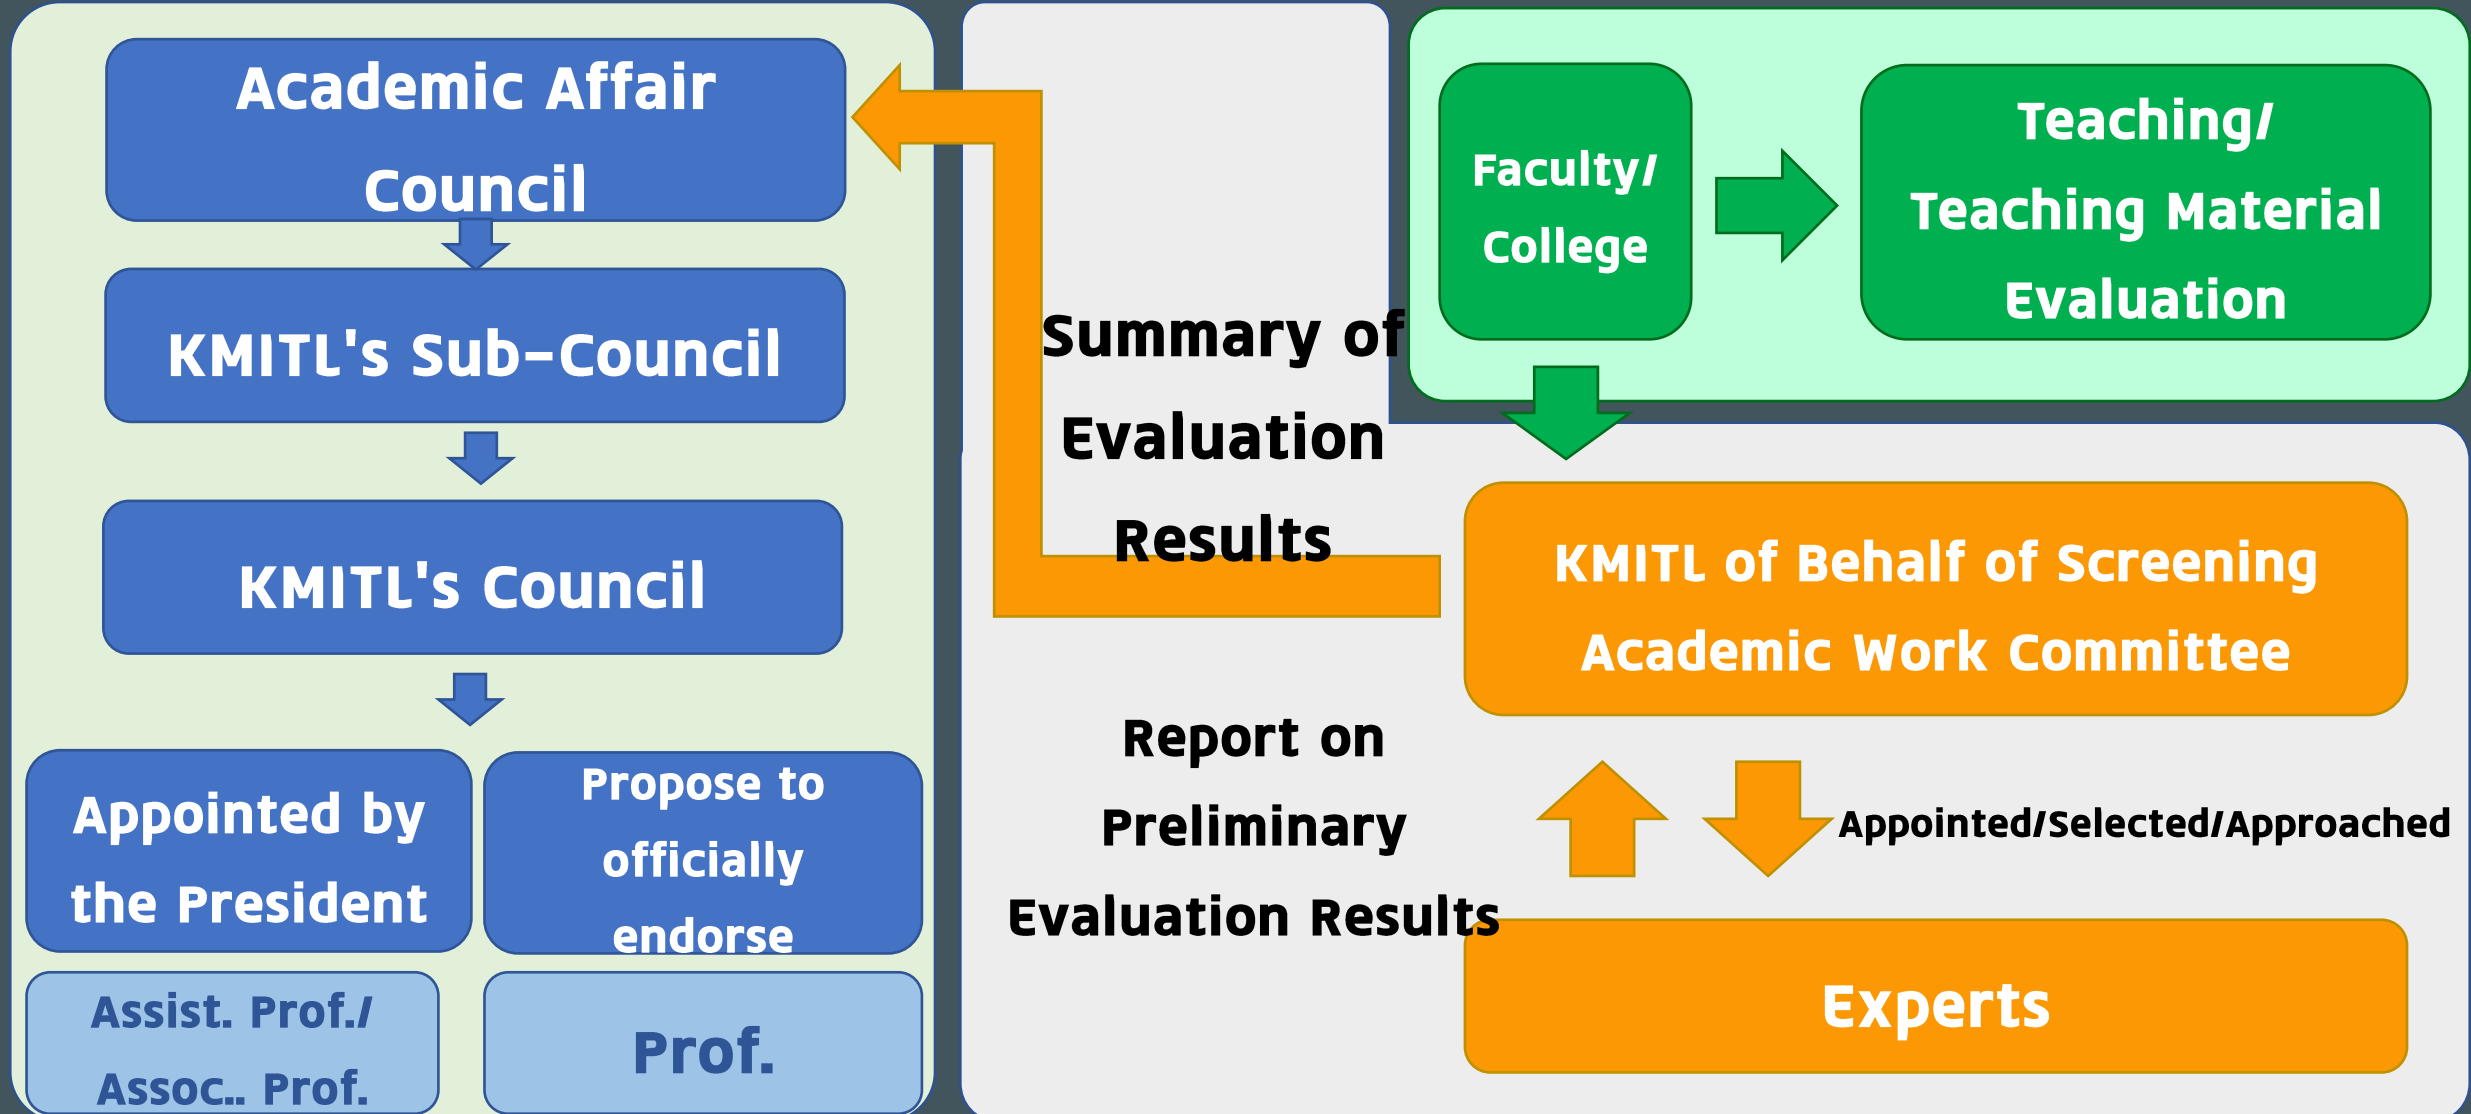 Academic Affair
Council
KMITL's Sub-Council
KMITL's Council
Appointed by
the President
Propose to
officially
endorse
Assist. Prof./
Assoc.. Prof.
Prof.
Summary of
Evaluation
Results
Report on
Preliminary
Evaluation Results
Faculty/
College
Teaching/
Teaching Material
Evaluation
KMITL of Behalf of Screening
Academic Work Committee
Appointed/Selected/Approached
Experts